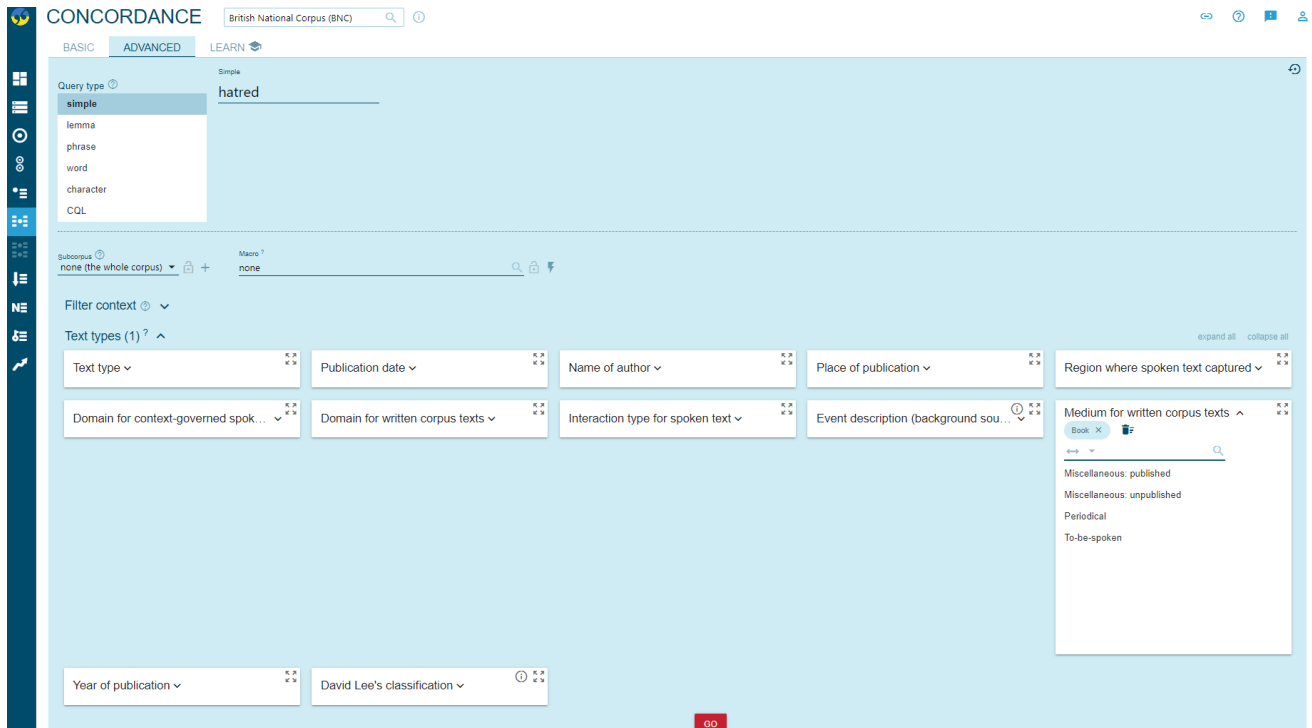 CONCORDANCE
British National Corpus (BNC)
BASIC ADVANCED LEARN
Query type ?
Simple
hatred
simple
lemma
phrase
word
character
CQL
Subcorpus ?
none (the whole corpus)
Macro ?
none
Filter context ?
Text types (1) ?
expand all collapse all
Text type
Publication date
Name of author
Place of publication
Region where spoken text captured
Domain for context-governed spok...
Domain for written corpus texts
Interaction type for spoken text
Event description (background sou...
Medium for written corpus texts
Book ×
Miscellaneous: published
Miscellaneous: unpublished
Periodical
To-be-spoken
Year of publication
David Lee's classification
GO